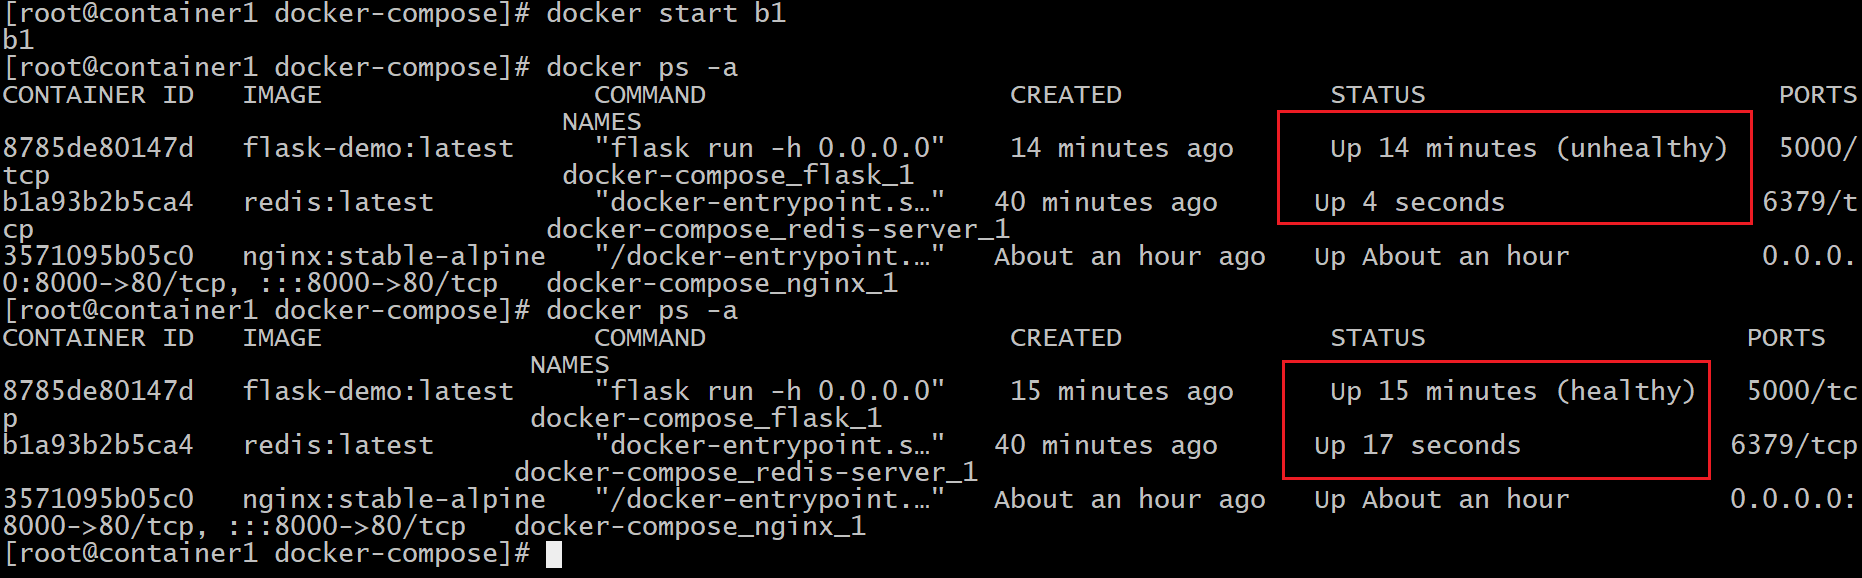 [root@container1 docker-compose]# docker start b1
b1
[root@container1 docker-compose]# docker ps -a
CONTAINER ID   IMAGE                 COMMAND                   CREATED             STATUS                      PORTS
                                   NAMES
8785de80147d   flask-demo:latest     "flask run -h 0.0.0.0"    14 minutes ago      Up 14 minutes (unhealthy)   5000/
tcp                                docker-compose_flask_1
b1a93b2b5ca4   redis:latest          "docker-entrypoint.s…"   40 minutes ago      Up 4 seconds                6379/t
cp                                docker-compose_redis-server_1
3571095b05c0   nginx:stable-alpine   "/docker-entrypoint.…"   About an hour ago   Up About an hour            0.0.0.
0:8000->80/tcp, :::8000->80/tcp   docker-compose_nginx_1
[root@container1 docker-compose]# docker ps -a
CONTAINER ID   IMAGE                 COMMAND                   CREATED             STATUS                    PORTS
                                 NAMES
8785de80147d   flask-demo:latest     "flask run -h 0.0.0.0"    15 minutes ago      Up 15 minutes (healthy)   5000/tc
p                                docker-compose_flask_1
b1a93b2b5ca4   redis:latest          "docker-entrypoint.s…"   40 minutes ago      Up 17 seconds             6379/tcp
                                docker-compose_redis-server_1
3571095b05c0   nginx:stable-alpine   "/docker-entrypoint.…"   About an hour ago   Up About an hour          0.0.0.0:
8000->80/tcp, :::8000->80/tcp   docker-compose_nginx_1
[root@container1 docker-compose]#